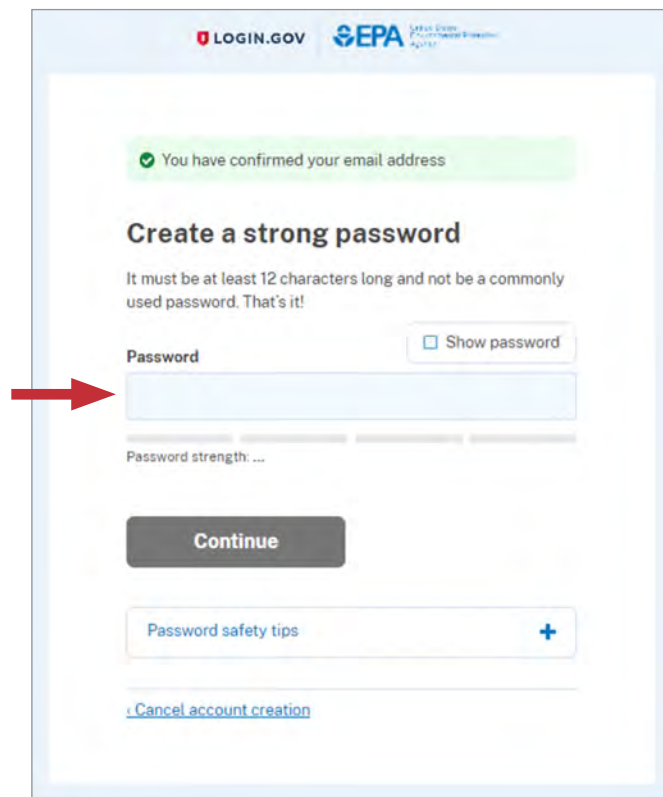 LOGIN.GOV
EPA
You have confirmed your email address
Create a strong password
It must be at least 12 characters long and not be a commonly
used password. That's it!
Show password
Password
Password strength: ...
Continue
Password safety tips
‹ Cancel account creation